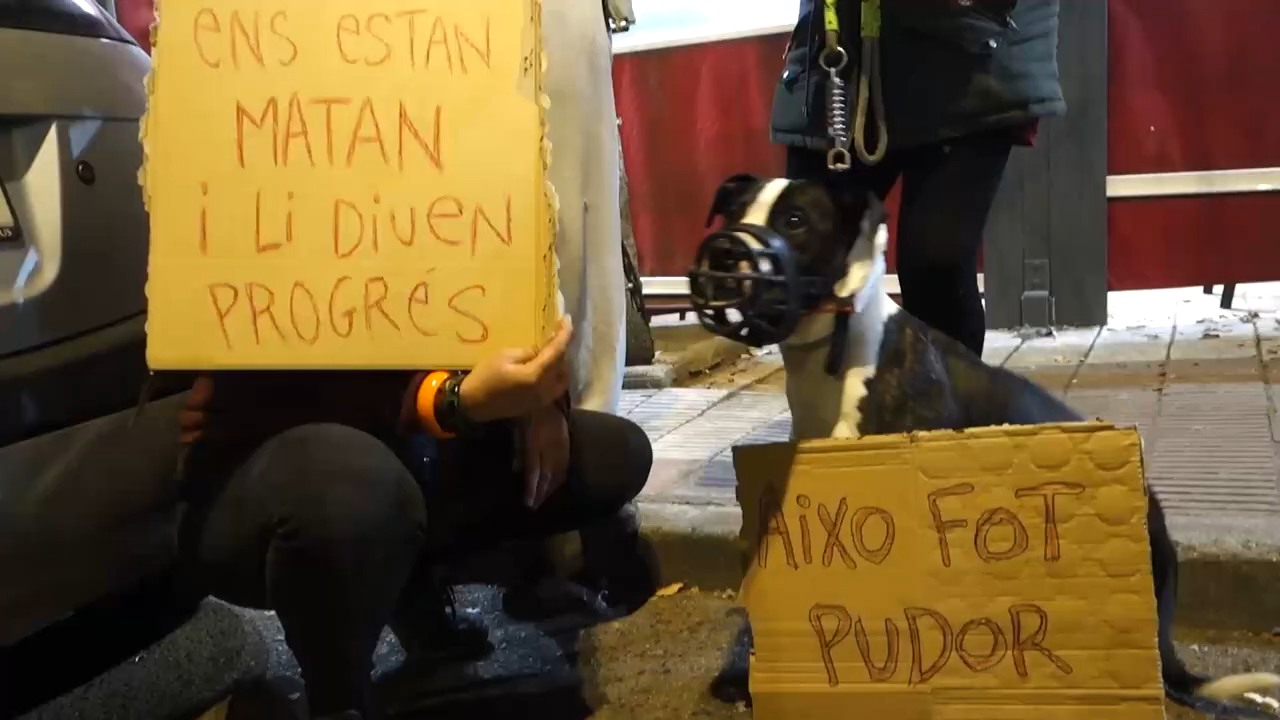 ENS ESTAN
MATAN
i Li DiUEN
PROGRÉS
AiXO FOT
PUDOR